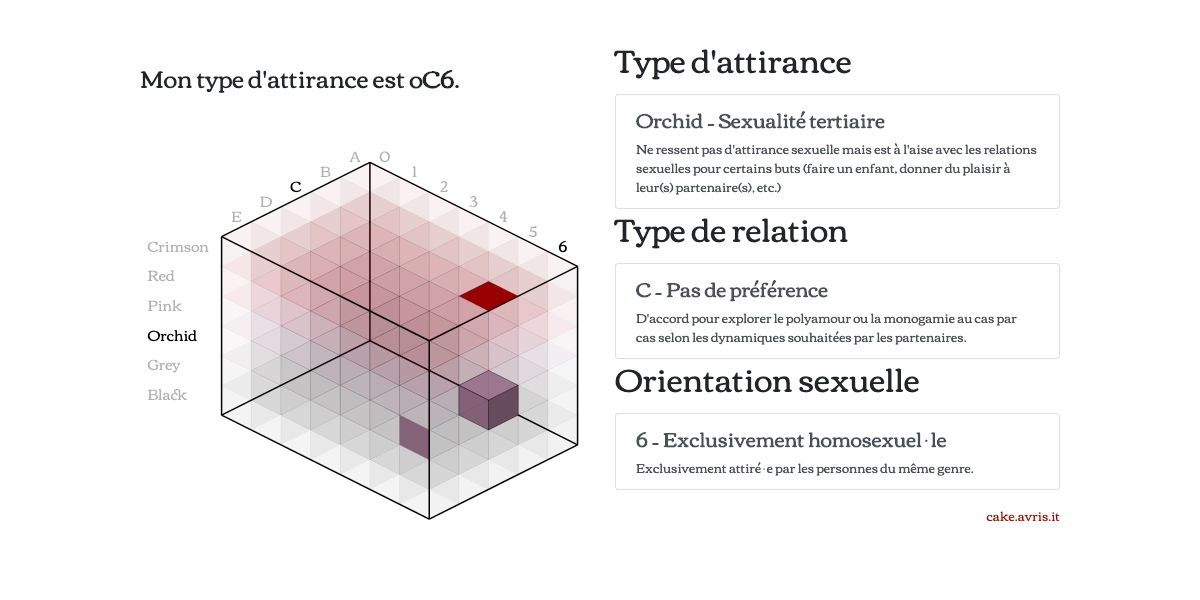 Mon type d'attirance est oC6.
A
B
C
D
E
O
1
2
3
4
5
6
Crimson
Red
Pink
Orchid
Grey
Black
Type d'attirance
Orchid - Sexualité tertiaire
Ne ressent pas d'attirance sexuelle mais est à l'aise avec les relations
sexuelles pour certains buts (faire un enfant, donner du plaisir à
leur(s) partenaire(s), etc.)
Type de relation
C - Pas de préférence
D'accord pour explorer le polyamour ou la monogamie au cas par
cas selon les dynamiques souhaitées par les partenaires.
Orientation sexuelle
6 - Exclusivement homosexuel·le
Exclusivement attiré·e par les personnes du même genre.
cake.avris.it